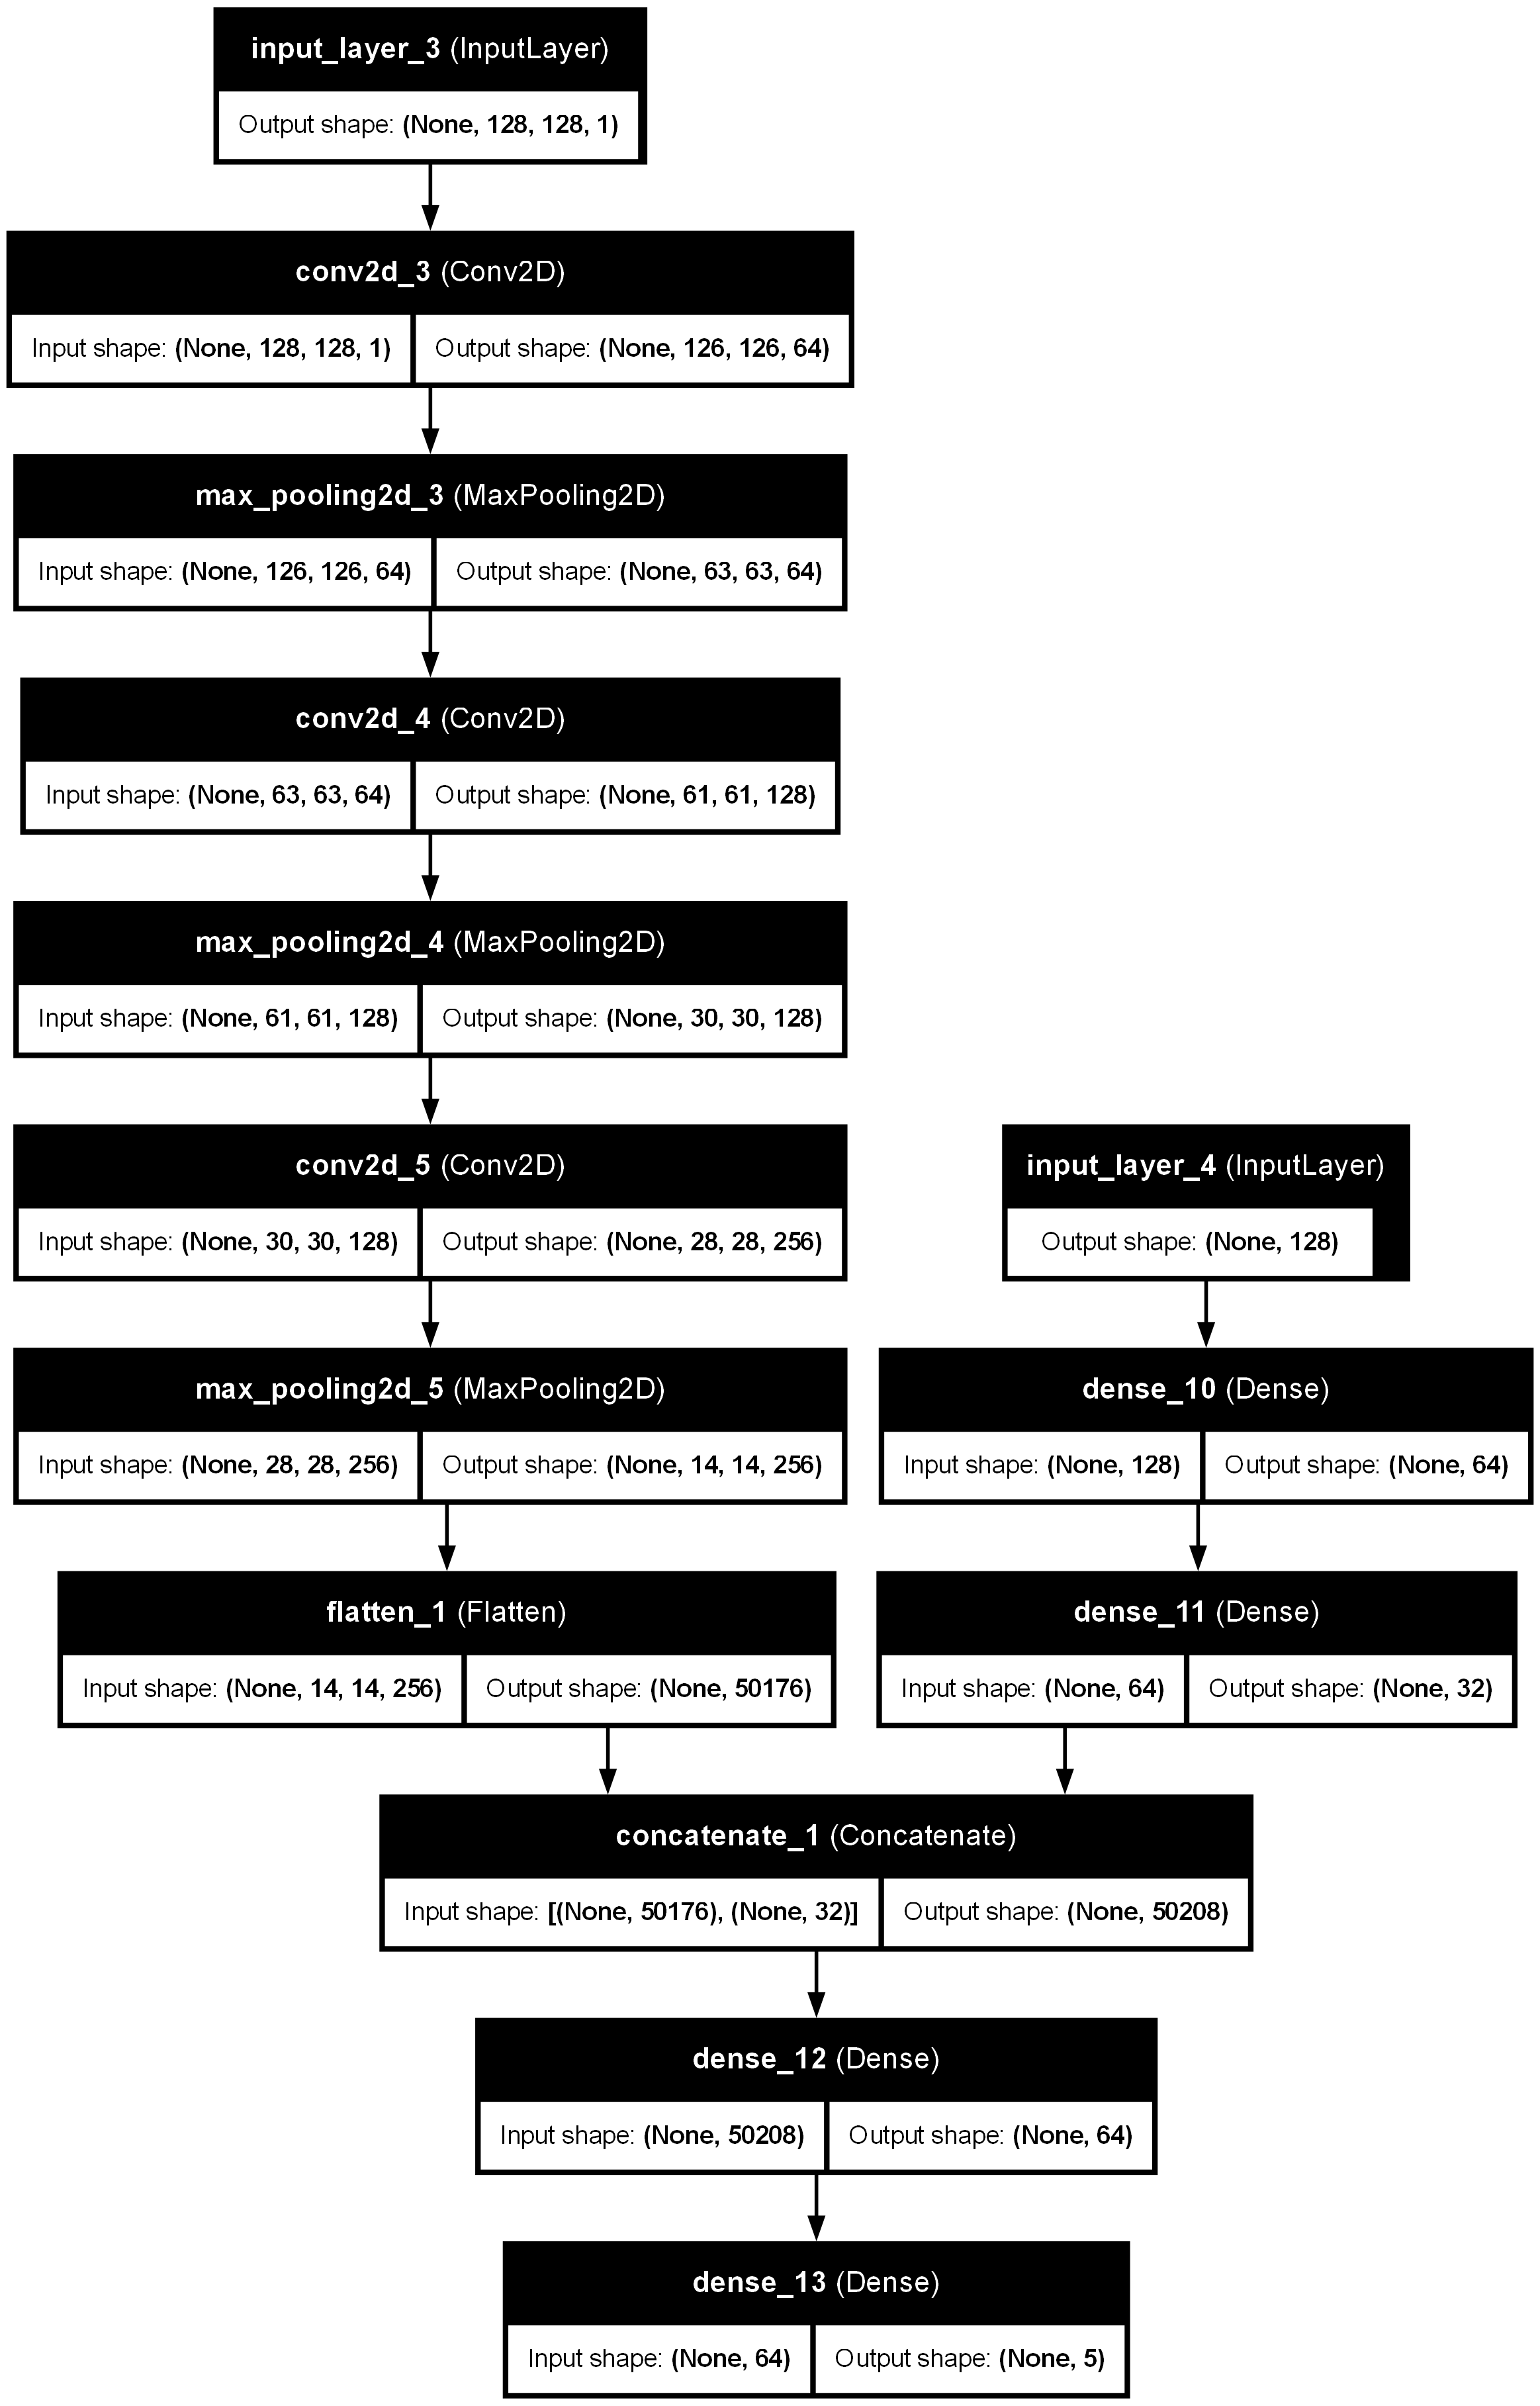 input_layer_3 (InputLayer)
Output shape: (None, 128, 128, 1)
conv2d_3 (Conv2D)
Input shape: (None, 128, 128, 1) Output shape: (None, 126, 126, 64)
max_pooling2d_3 (MaxPooling2D)
Input shape: (None, 126, 126, 64) Output shape: (None, 63, 63, 64)
conv2d_4 (Conv2D)
Input shape: (None, 63, 63, 64) Output shape: (None, 61, 61, 128)
max_pooling2d_4 (MaxPooling2D)
Input shape: (None, 61, 61, 128) Output shape: (None, 30, 30, 128)
conv2d_5 (Conv2D)
Input shape: (None, 30, 30, 128) Output shape: (None, 28, 28, 256)
input_layer_4 (InputLayer)
Output shape: (None, 128)
max_pooling2d_5 (MaxPooling2D)
Input shape: (None, 28, 28, 256) Output shape: (None, 14, 14, 256)
dense_10 (Dense)
Input shape: (None, 128) Output shape: (None, 64)
flatten_1 (Flatten)
Input shape: (None, 14, 14, 256) Output shape: (None, 50176)
dense_11 (Dense)
Input shape: (None, 64) Output shape: (None, 32)
concatenate_1 (Concatenate)
Input shape: [(None, 50176), (None, 32)] Output shape: (None, 50208)
dense_12 (Dense)
Input shape: (None, 50208) Output shape: (None, 64)
dense_13 (Dense)
Input shape: (None, 64) Output shape: (None, 5)